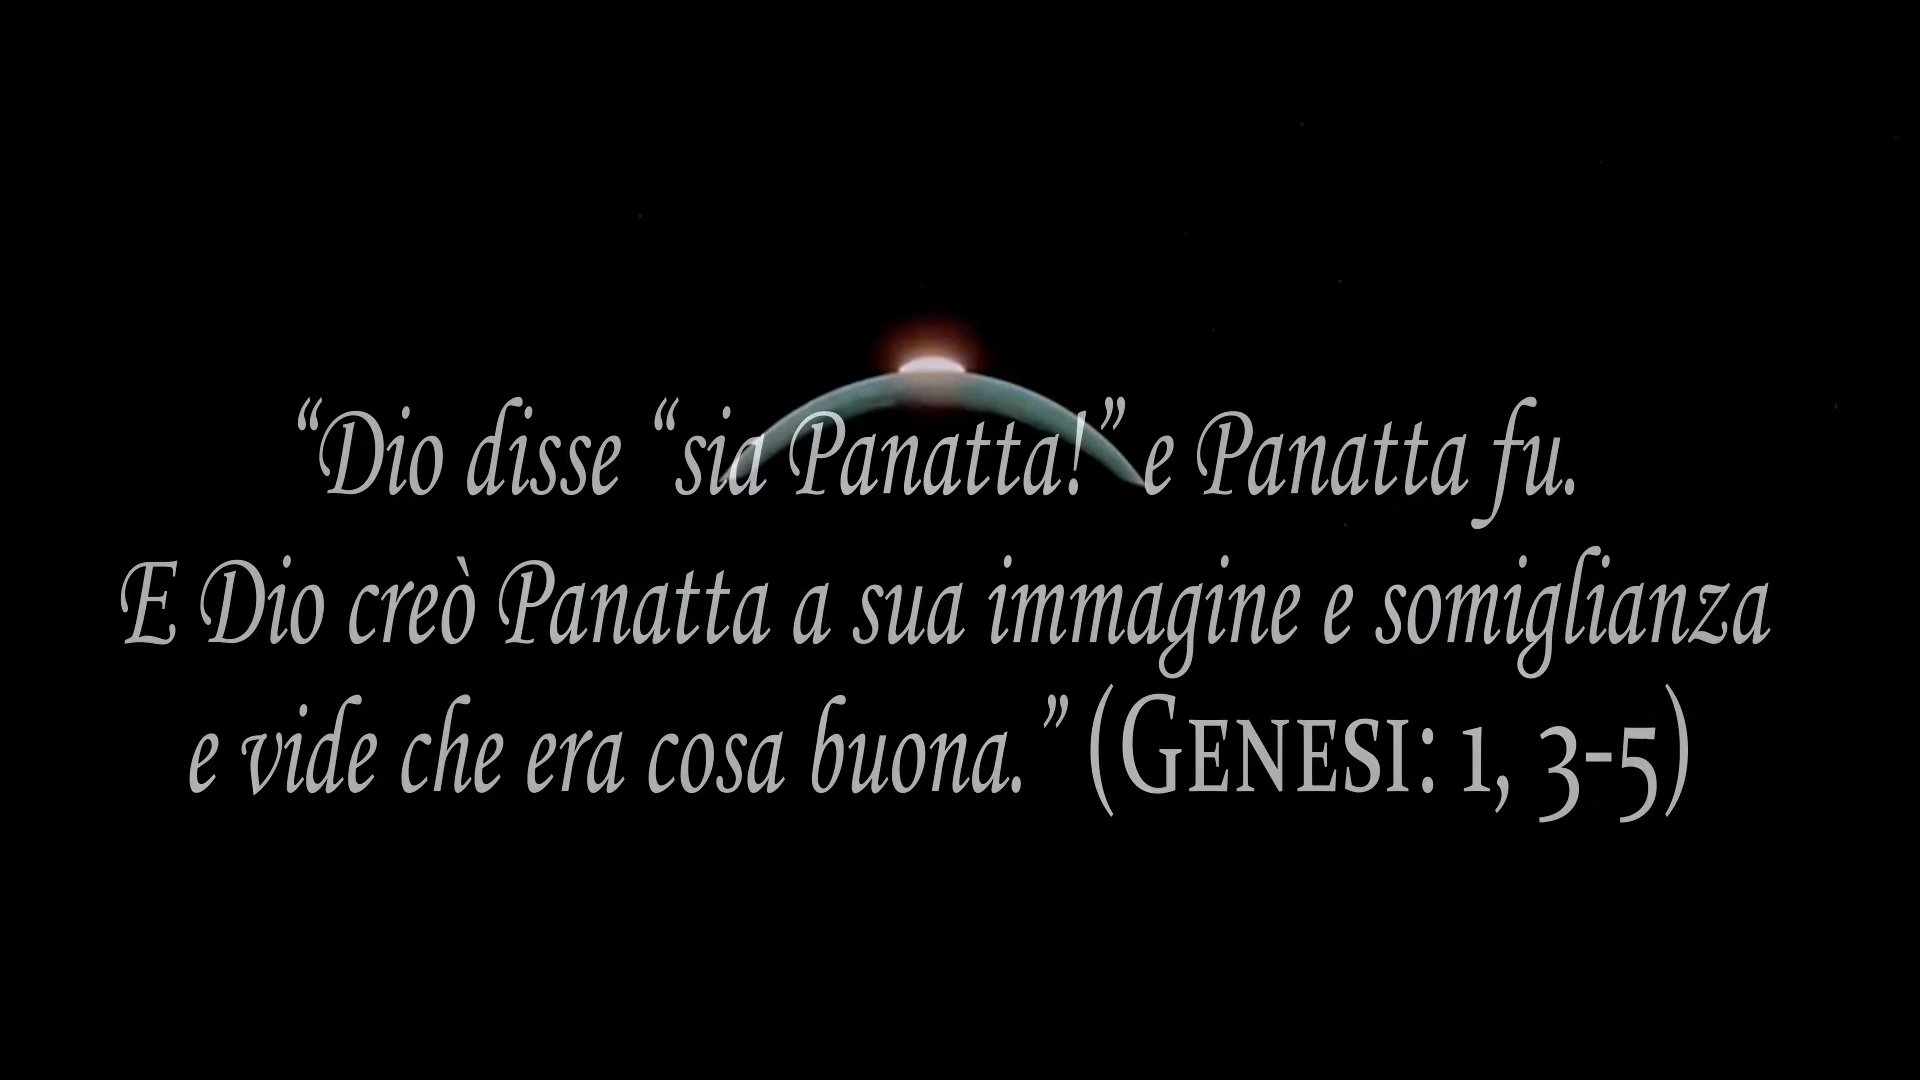 “Dio disse “sia Panatta!” e Panatta fu.
E Dio creò Panatta a sua immagine e somiglianza
e vide che era cosa buona.” (Genesi: 1, 3-5)